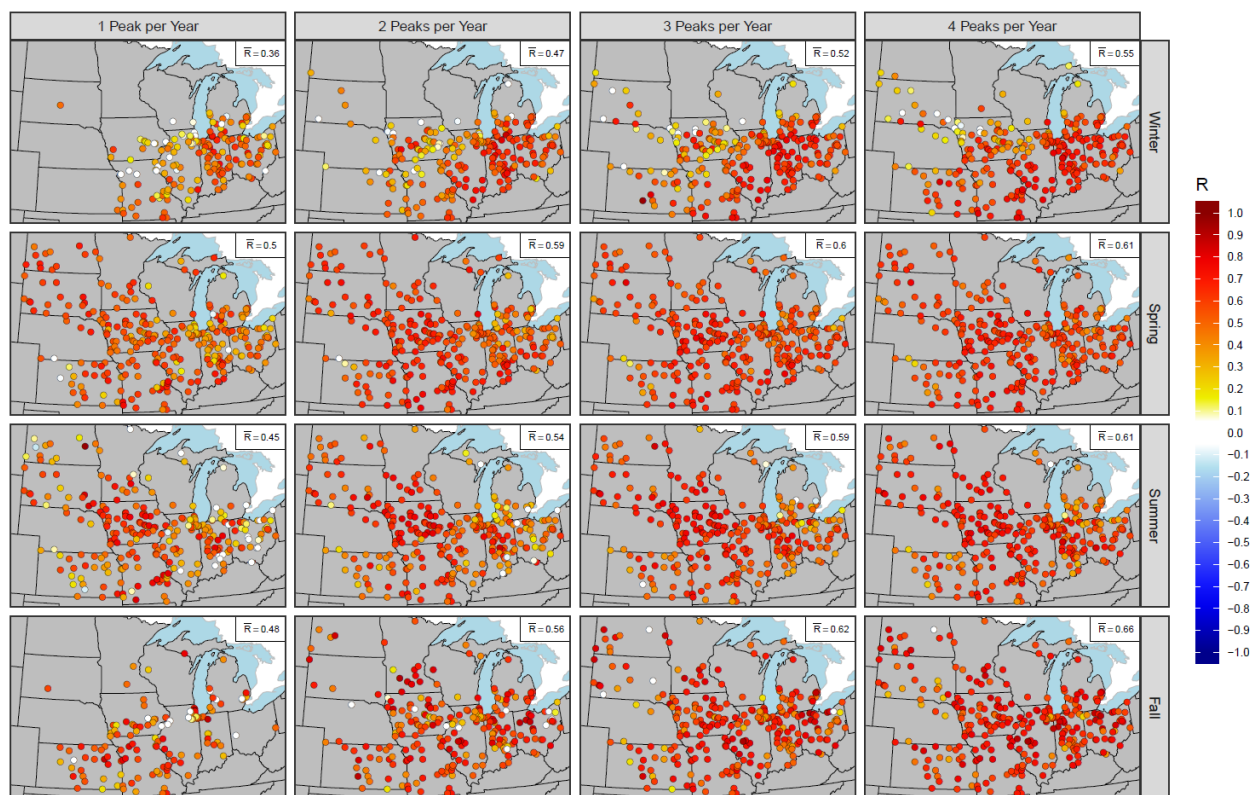 1 Peak per Year
2 Peaks per Year
3 Peaks per Year
4 Peaks per Year
R = 0.36
R = 0.47
R = 0.52
R = 0.55
Winter
R = 0.5
R = 0.59
R = 0.6
R = 0.61
Spring
R = 0.45
R = 0.54
R = 0.59
R = 0.61
Summer
R = 0.48
R = 0.56
R = 0.62
R = 0.66
Fall
R
1.0
0.9
0.8
0.7
0.6
0.5
0.4
0.3
0.2
0.1
0.0
−0.1
−0.2
−0.3
−0.4
−0.5
−0.6
−0.7
−0.8
−0.9
−1.0